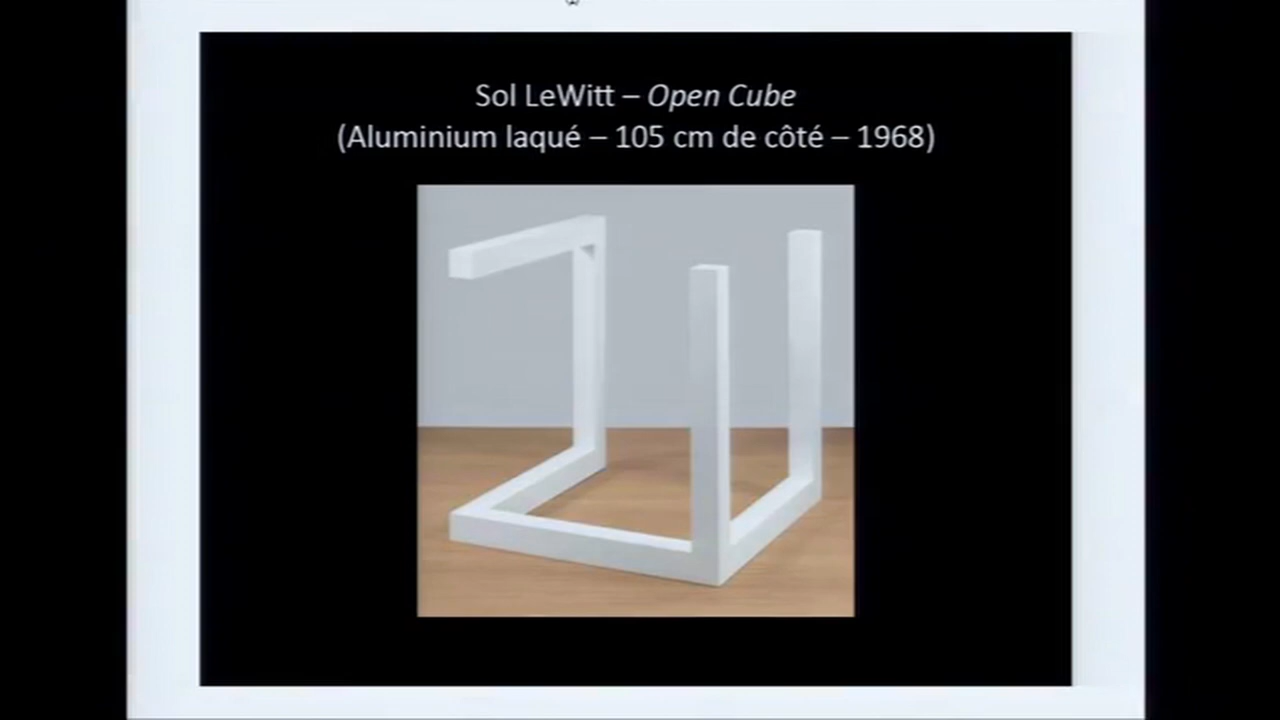 Sol LeWitt – Open Cube
(Aluminium laqué – 105 cm de côté – 1968)